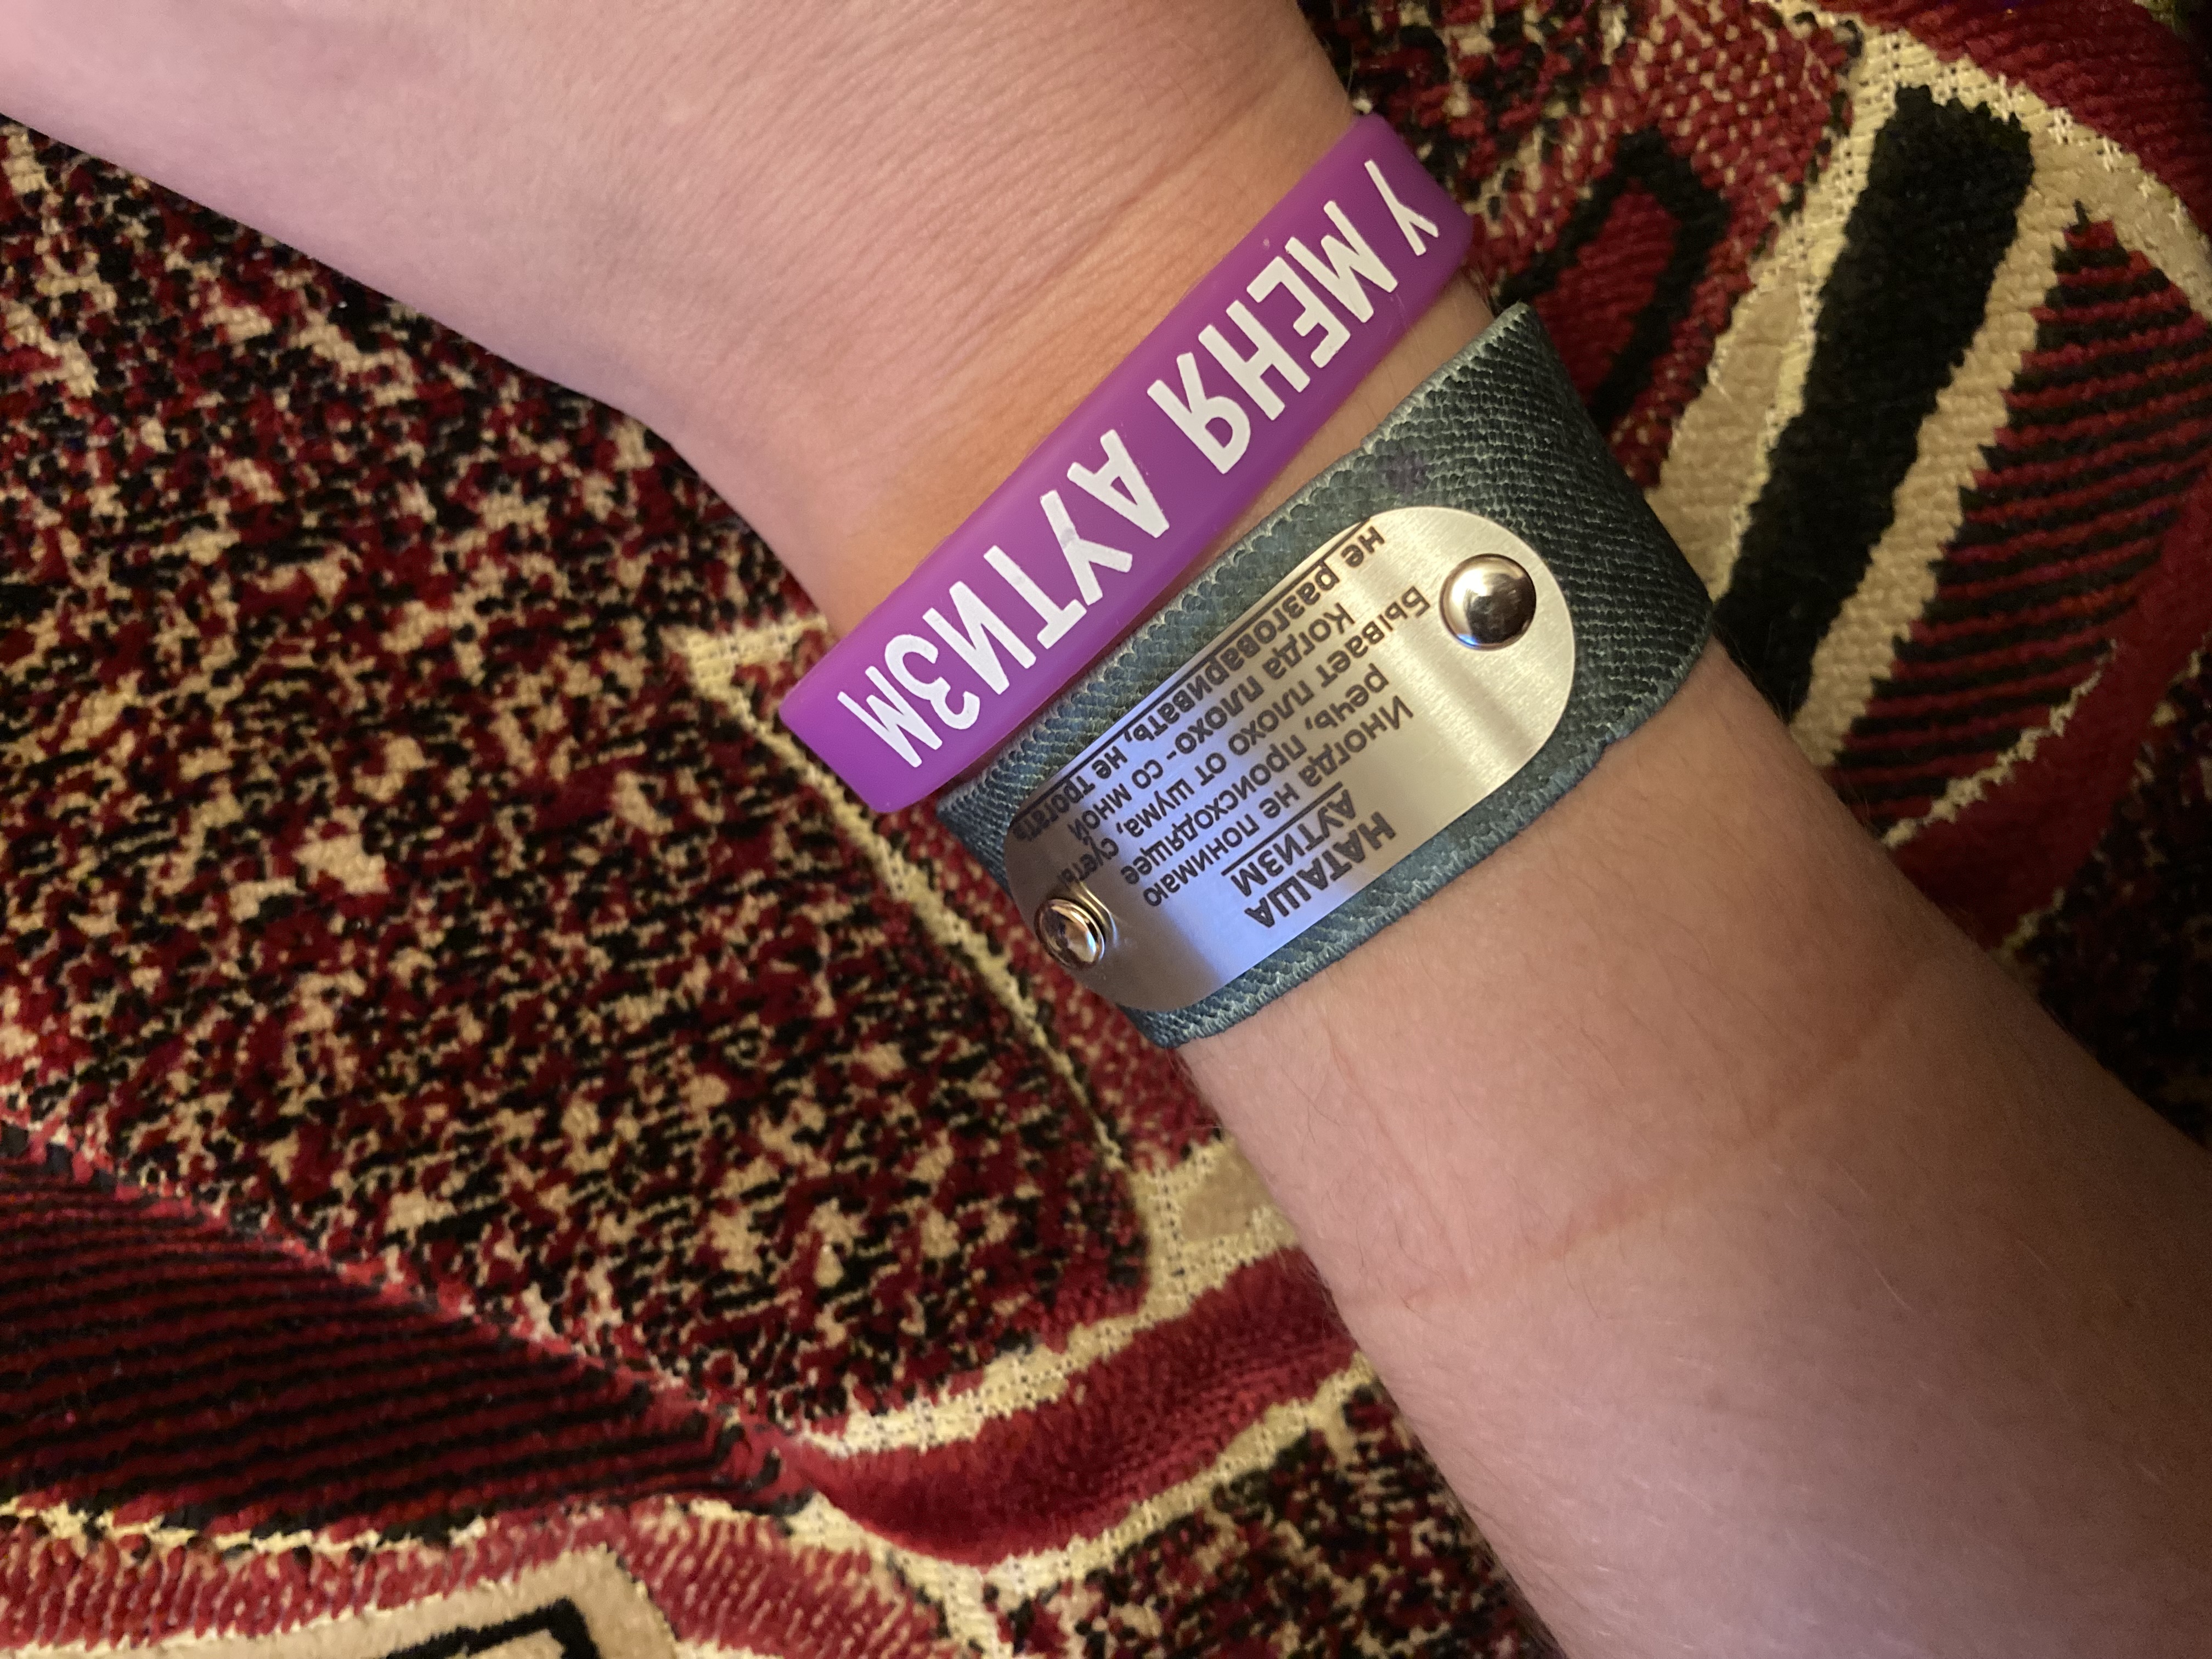 У МЕНЯ АУТИЗМ
НАТАША
АУТИЗМ
Иногда не понимаю
речь, происходящее
Бывает плохо от шума, суеты
Когда плохо- со мной
не разговаривать, не трогать